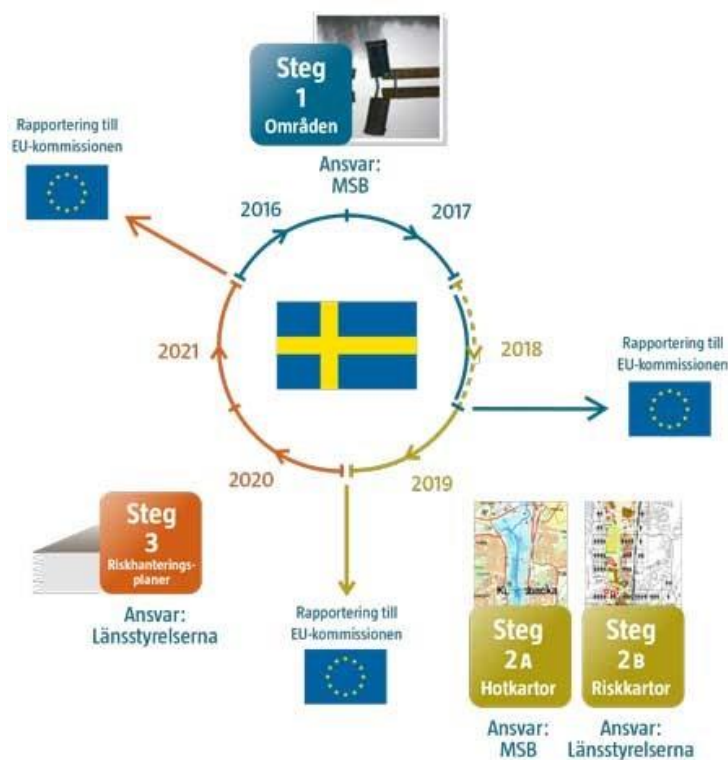 Steg
1
Områden
Ansvar:
MSB
Rapportering till
EU-kommissionen
2016
2017
2018
2019
2020
2021
Rapportering till
EU-kommissionen
Steg
3
Riskhanterings-
planer
Ansvar:
Länsstyrelserna
Rapportering till
EU-kommissionen
Steg
2A
Hotkartor
Ansvar:
MSB
Steg
2B
Riskkartor
Ansvar:
Länsstyrelserna